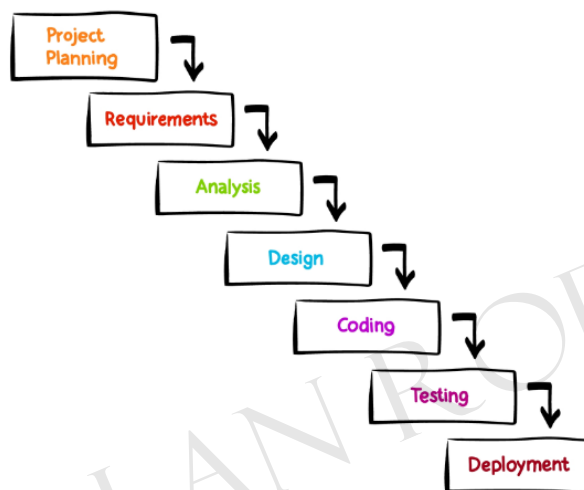 Project
Planning
Requirements
Analysis
Design
Coding
Testing
Deployment